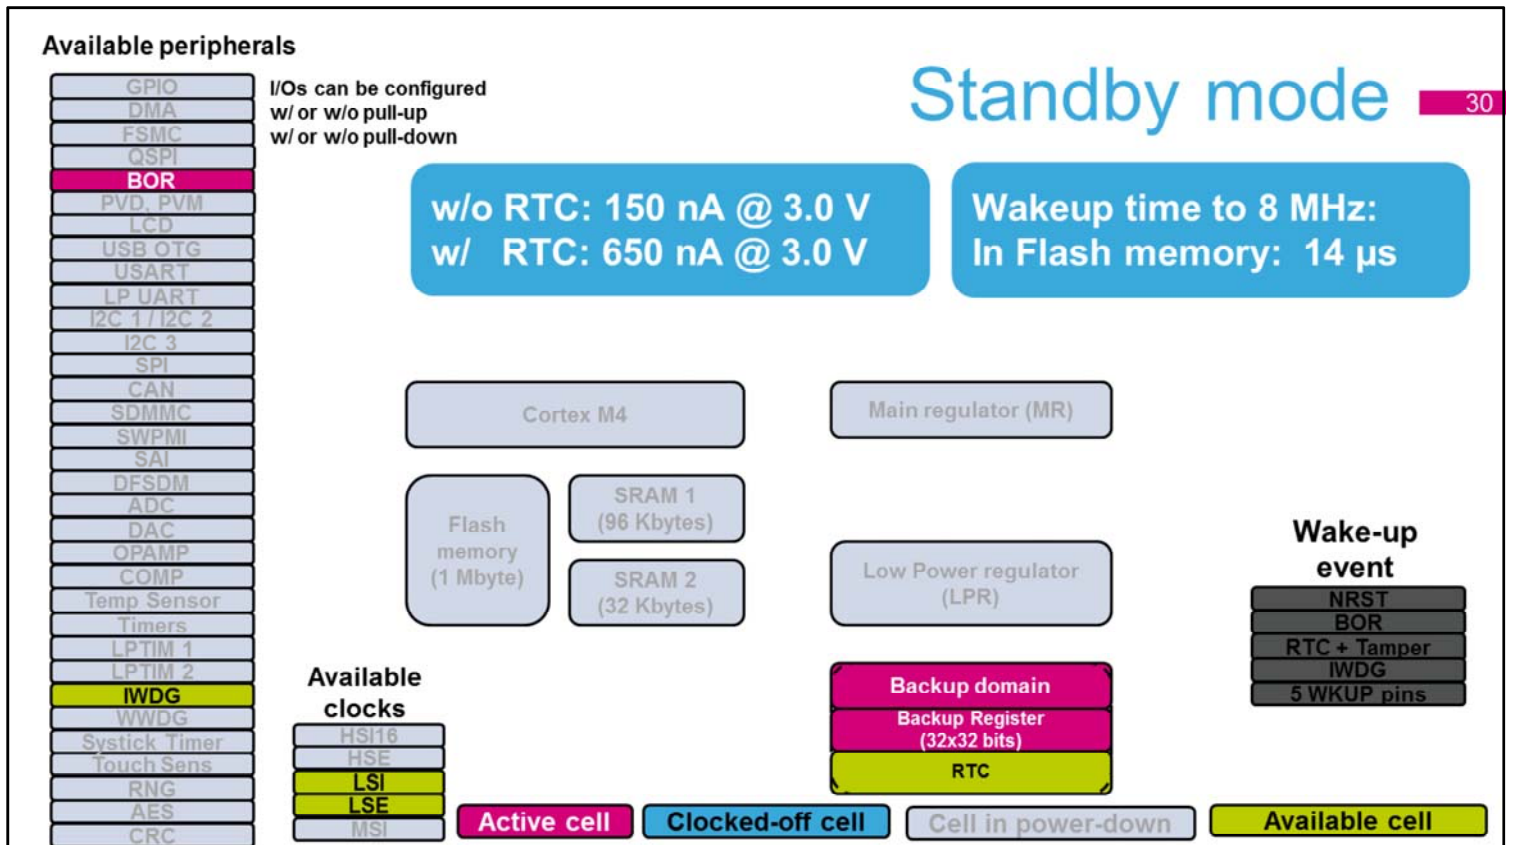 Available peripherals
GPIO
DMA
FSMC
QSPI
BOR
PVD, PVM
LCD
USB OTG
USART
LP UART
I2C 1 / I2C 2
I2C 3
SPI
CAN
SDMMC
SWPMI
SAI
DFSDM
ADC
DAC
OPAMP
COMP
Temp Sensor
Timers
LPTIM 1
LPTIM 2
IWDG
WWDG
Systick Timer
Touch Sens
RNG
AES
CRC
I/Os can be configured
w/ or w/o pull-up
w/ or w/o pull-down
Standby mode
30
w/o RTC: 150 nA @ 3.0 V
w/ RTC: 650 nA @ 3.0 V
Wakeup time to 8 MHz:
In Flash memory: 14 µs
Cortex M4
Main regulator (MR)
Flash
memory
(1 Mbyte)
SRAM 1
(96 Kbytes)
SRAM 2
(32 Kbytes)
Low Power regulator
(LPR)
Wake-up
event
NRST
BOR
RTC + Tamper
IWDG
5 WKUP pins
Backup domain
Backup Register
(32x32 bits)
RTC
Available
clocks
HSI16
HSE
LSI
LSE
MSI
Active cell
Clocked-off cell
Cell in power-down
Available cell